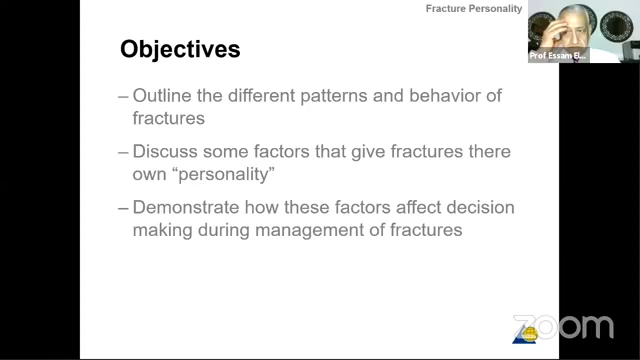 Fracture Personality
Prof Essam El...
Objectives
– Outline the different patterns and behavior of
fractures
– Discuss some factors that give fractures there
own “personality”
– Demonstrate how these factors affect decision
making during management of fractures
zoom